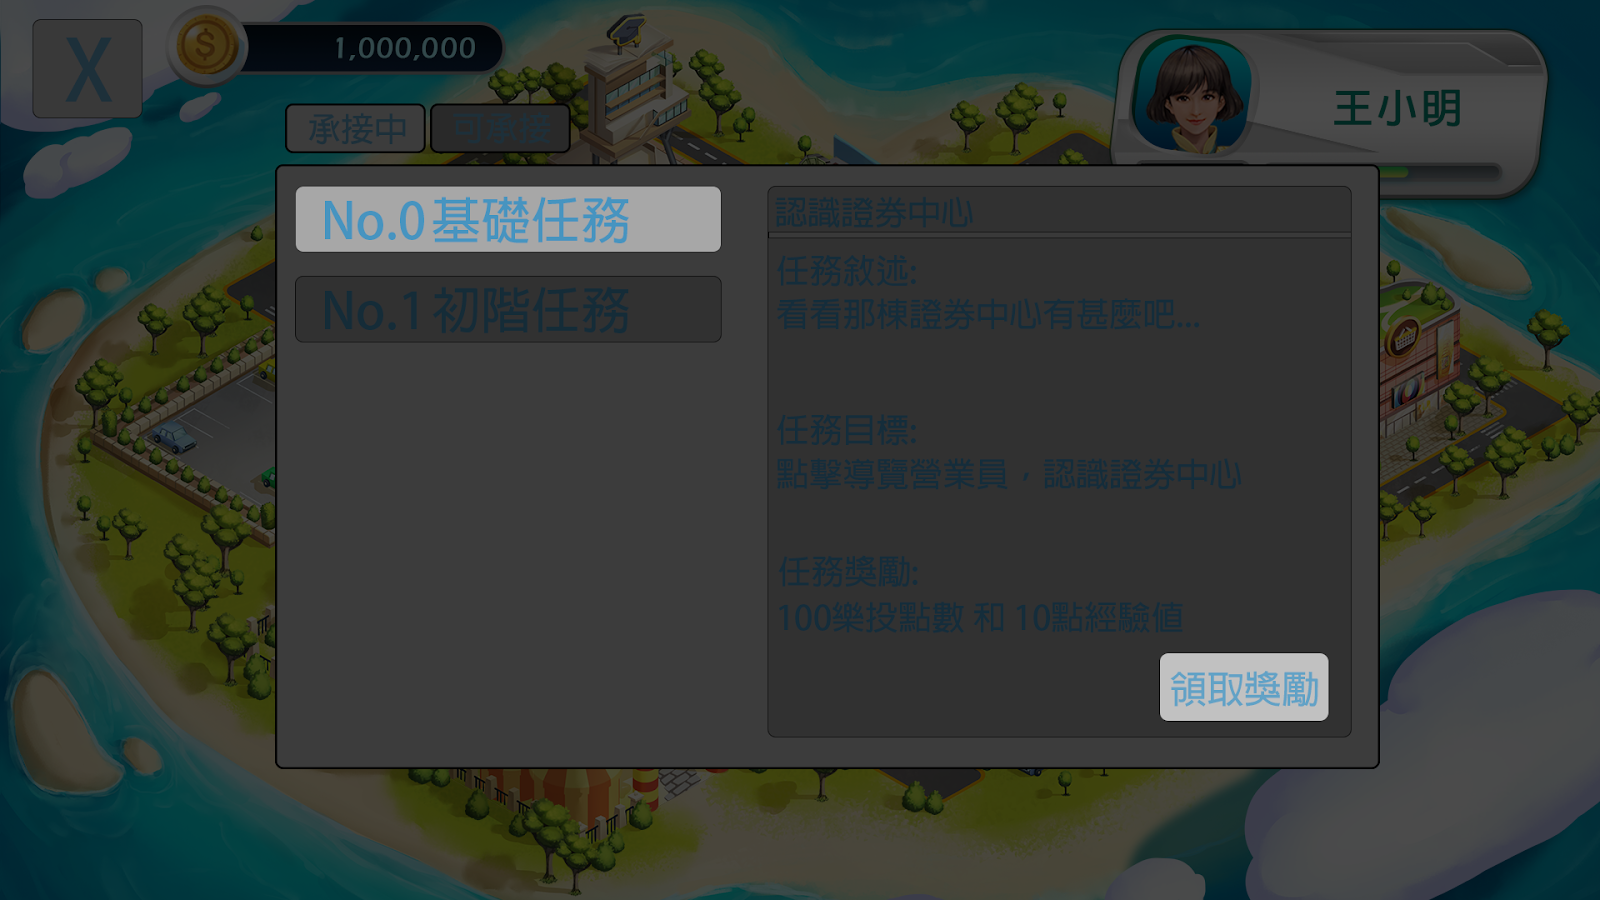 X
1,000,000
王小明
承接中
可承接
No.0基礎任務
No.1初階任務
認識證券中心
任務敘述:
看看那棟證券中心有甚麼吧...
任務目標:
點擊導覽營業員，認識證券中心
任務獎勵:
100樂投點數 和 10點經驗值
領取獎勵